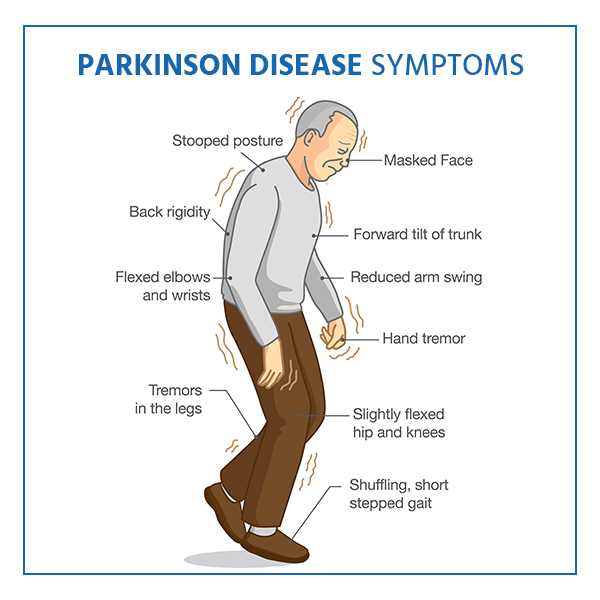 PARKINSON DISEASE SYMPTOMS
Stooped posture
Masked Face
Back rigidity
Forward tilt of trunk
Flexed elbows
and wrists
Reduced arm swing
Hand tremor
Tremors
in the legs
Slightly flexed
hip and knees
Shuffling, short
stepped gait